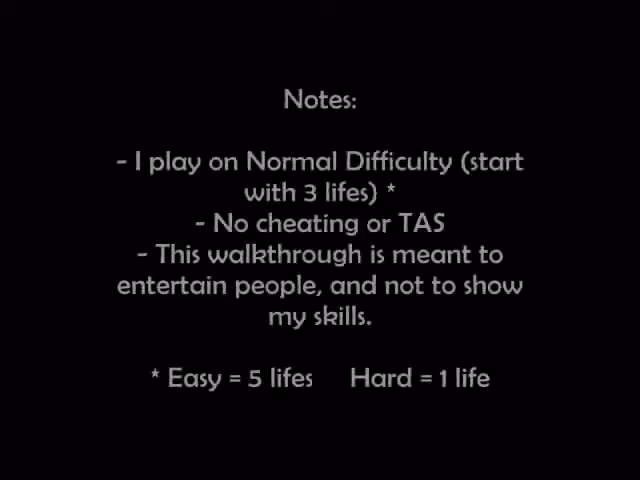 Notes:
- I play on Normal Difficulty (start
with 3 lifes) *
- No cheating or TAS
- This walkthrough is meant to
entertain people, and not to show
my skills.
* Easy = 5 lifes Hard = 1 life